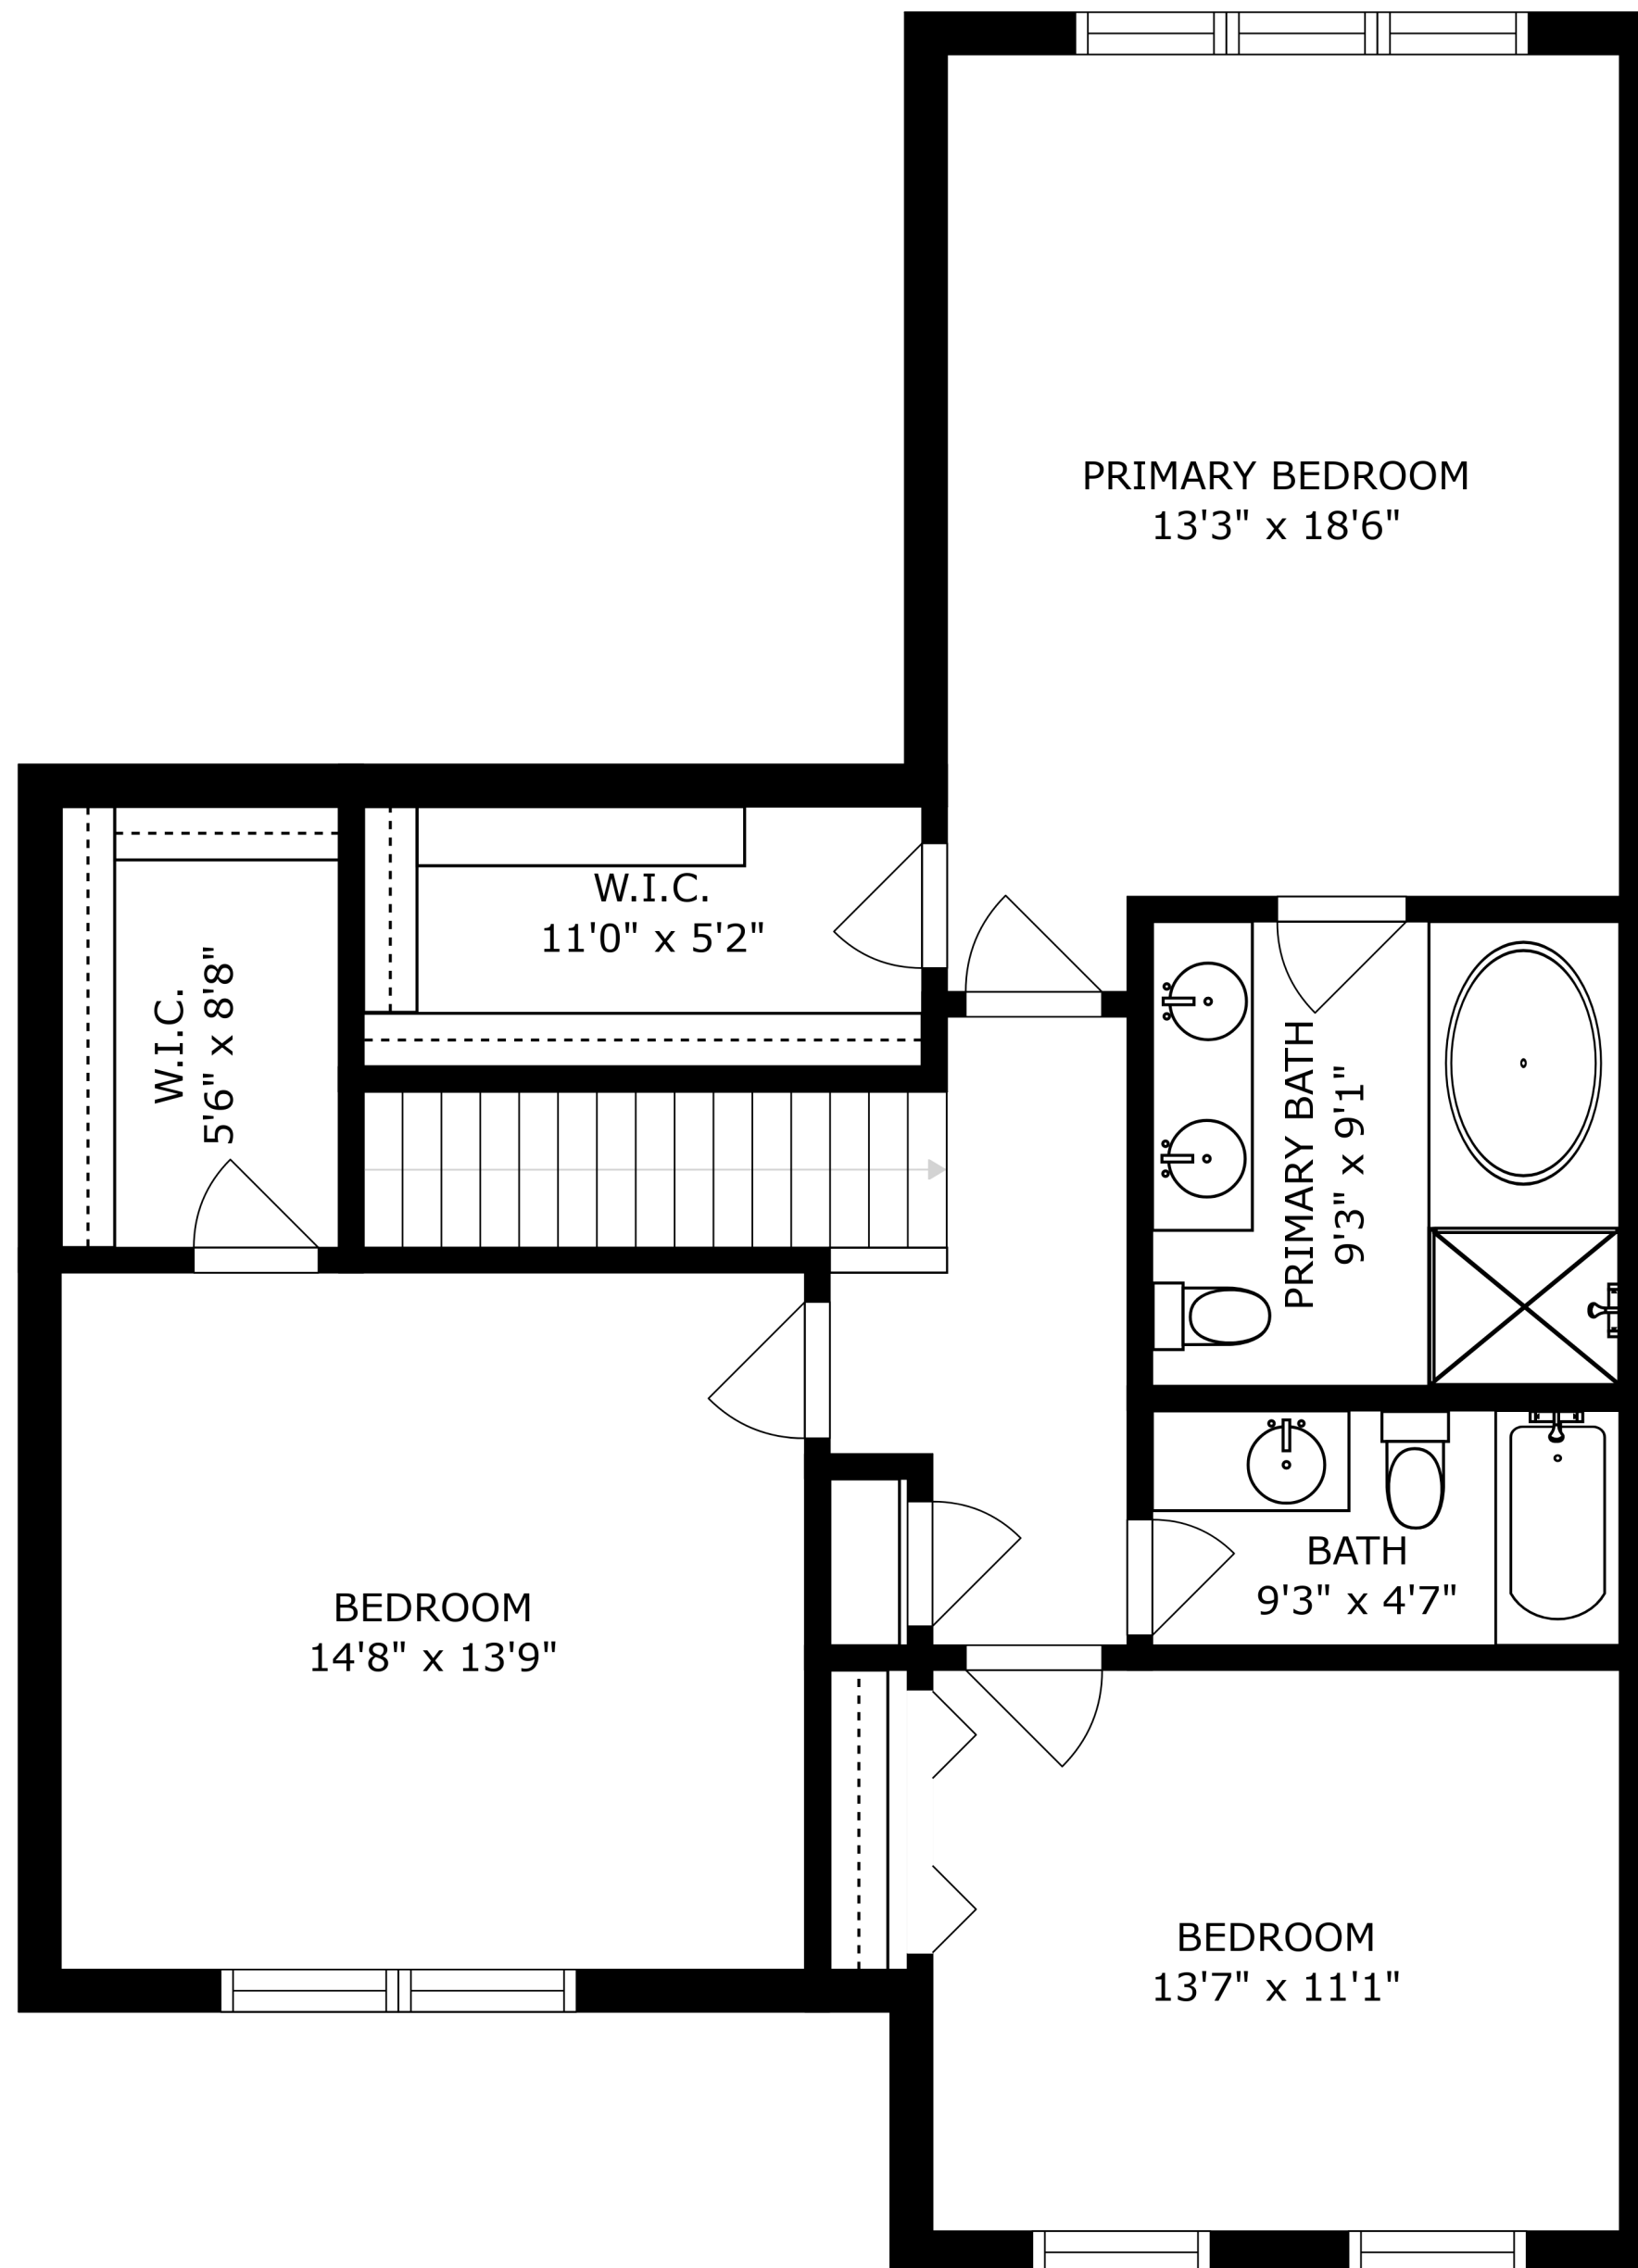 PRIMARY BEDROOM
13'3" x 18'6"
W.I.C.
11'0" x 5'2"
W.I.C.
5'6" x 8'8"
PRIMARY BATH
9'3" x 9'1"
BATH
9'3" x 4'7"
BEDROOM
14'8" x 13'9"
BEDROOM
13'7" x 11'1"